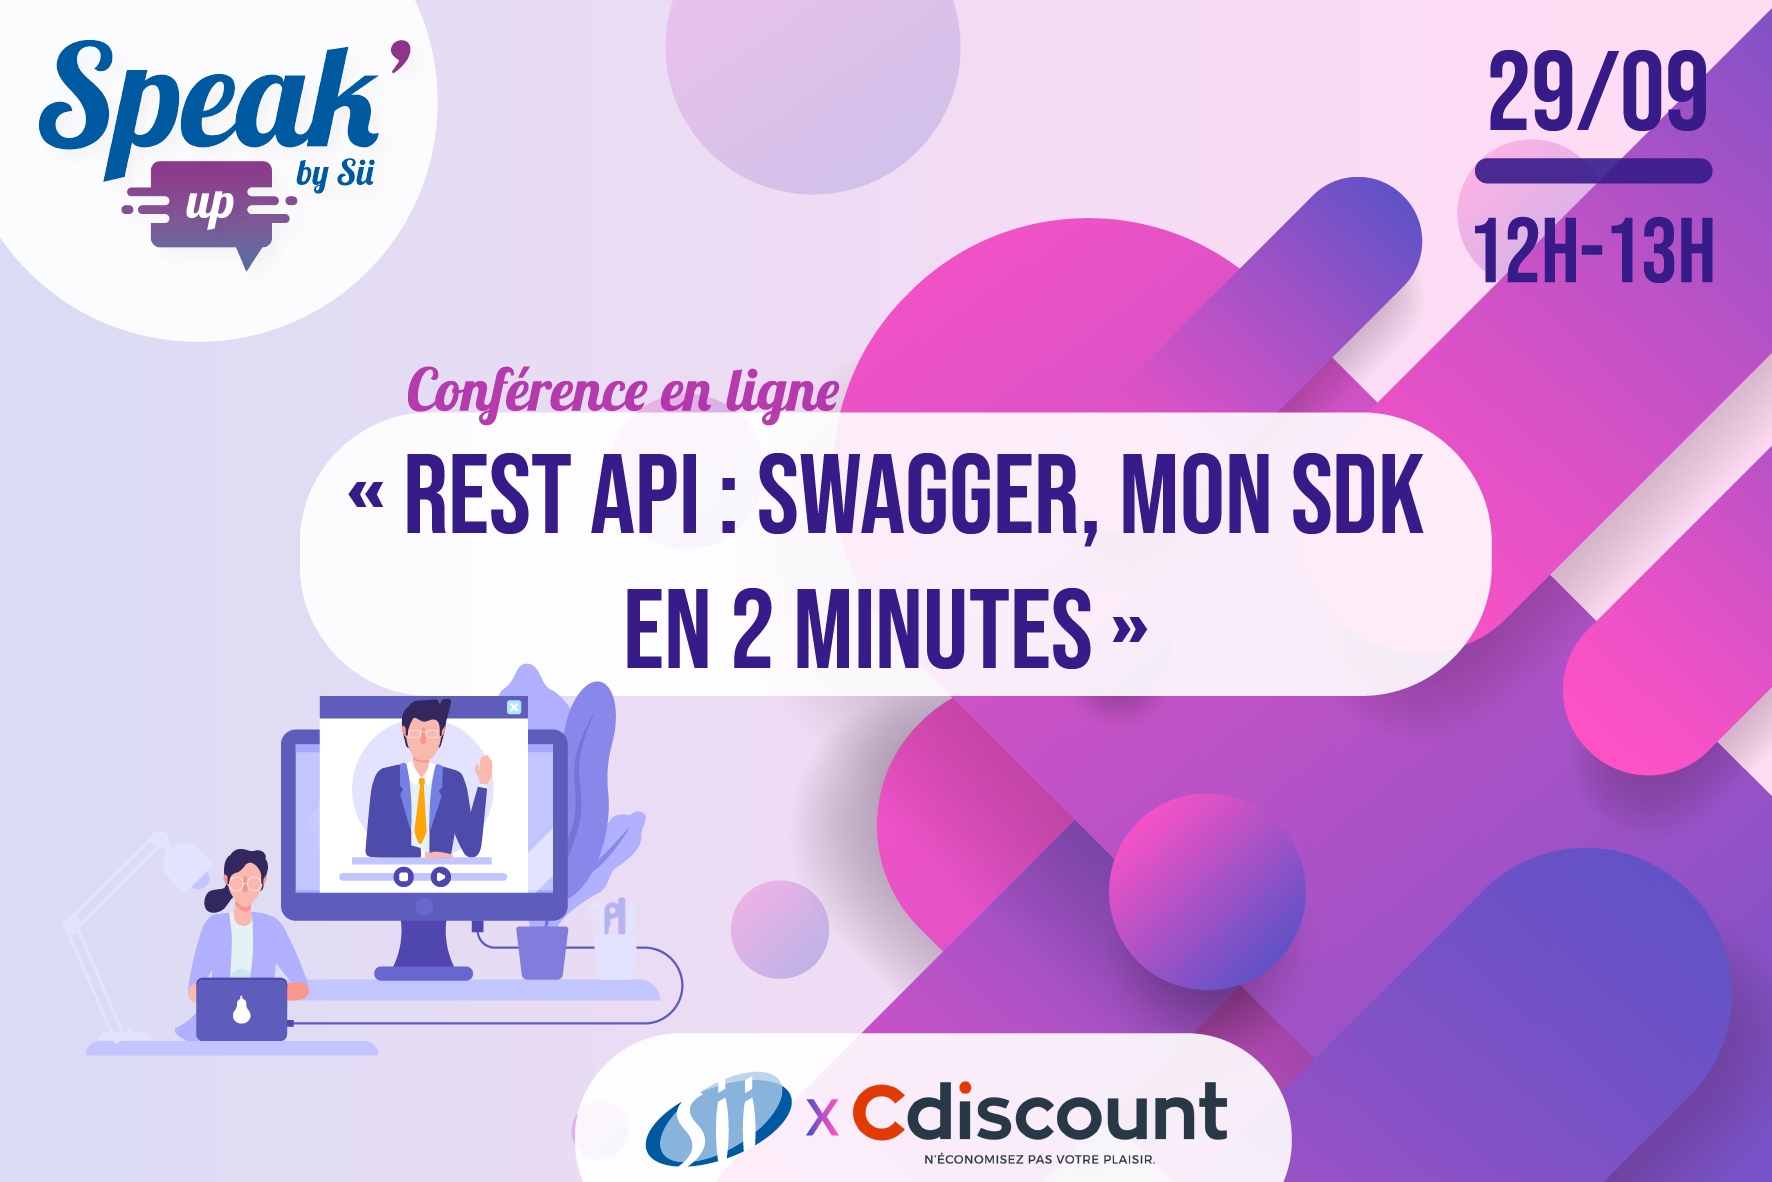 Speak'
by Sii
up
29/09
12H-13H
Conférence en ligne
« REST API : SWAGGER, MON SDK
EN 2 MINUTES »
Sii x Cdiscount
N'ÉCONOMISEZ PAS VOTRE PLAISIR.